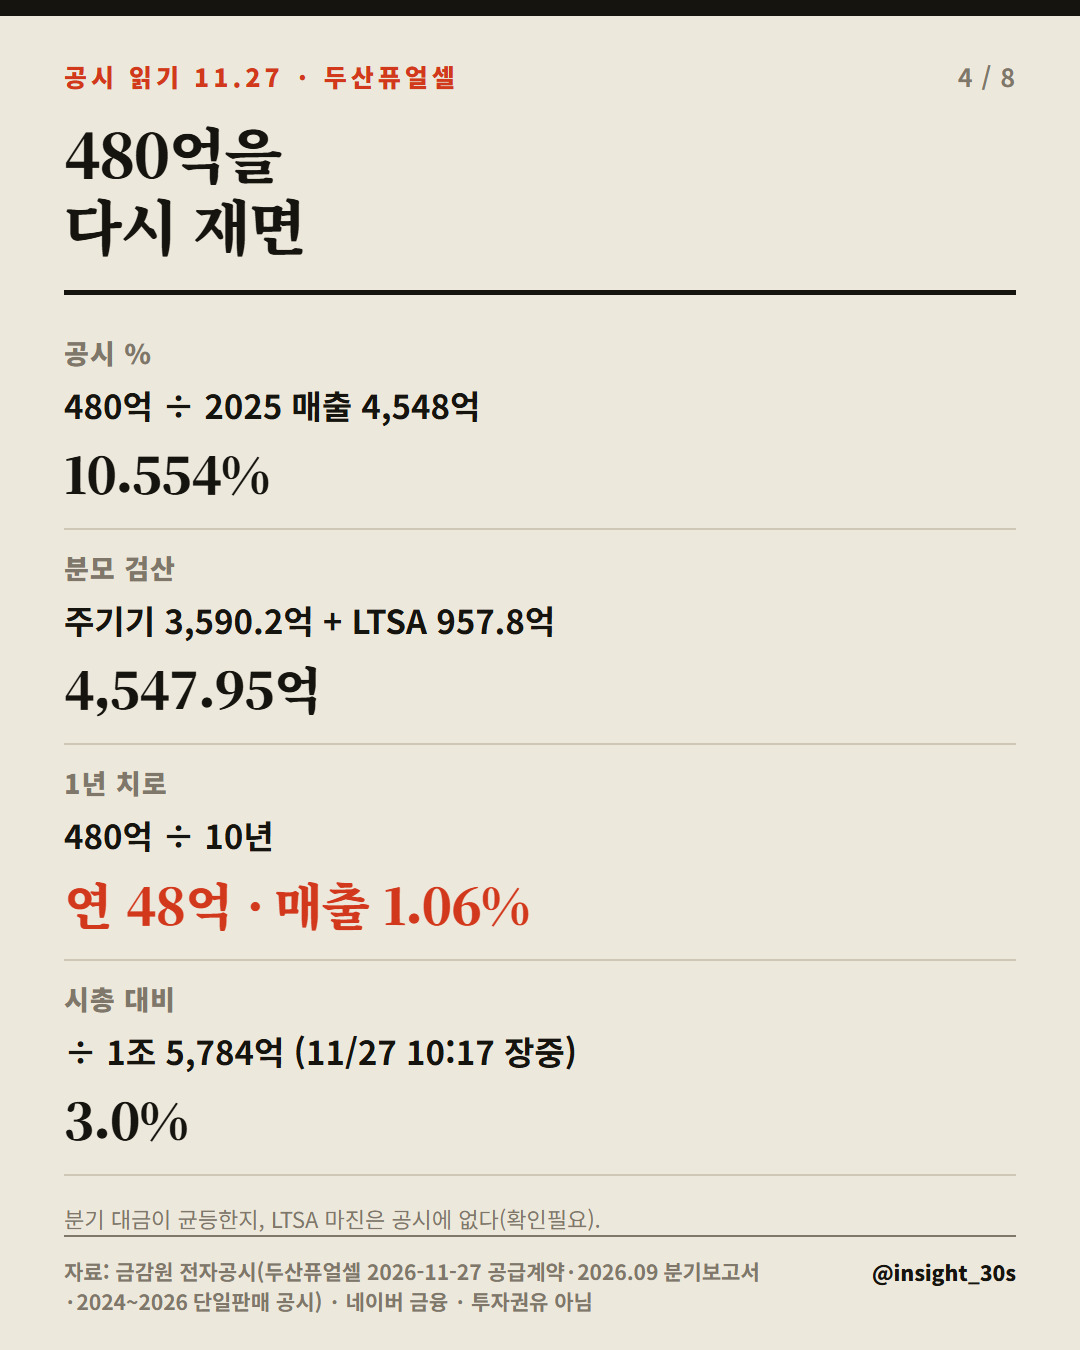 공시 읽기 11.27 · 두산퓨얼셀
4 / 8
480억을
다시 재면
공시 %
480억 ÷ 2025 매출 4,548억
10.554%
분모 검산
주기기 3,590.2억 + LTSA 957.8억
4,547.95억
1년 치로
480억 ÷ 10년
연 48억 · 매출 1.06%
시총 대비
÷ 1조 5,784억 (11/27 10:17 장중)
3.0%
분기 대금이 균등한지, LTSA 마진은 공시에 없다(확인필요).
자료: 금감원 전자공시(두산퓨얼셀 2026-11-27 공급계약·2026.09 분기보고서
·2024~2026 단일판매 공시) · 네이버 금융 · 투자권유 아님
@insight_30s